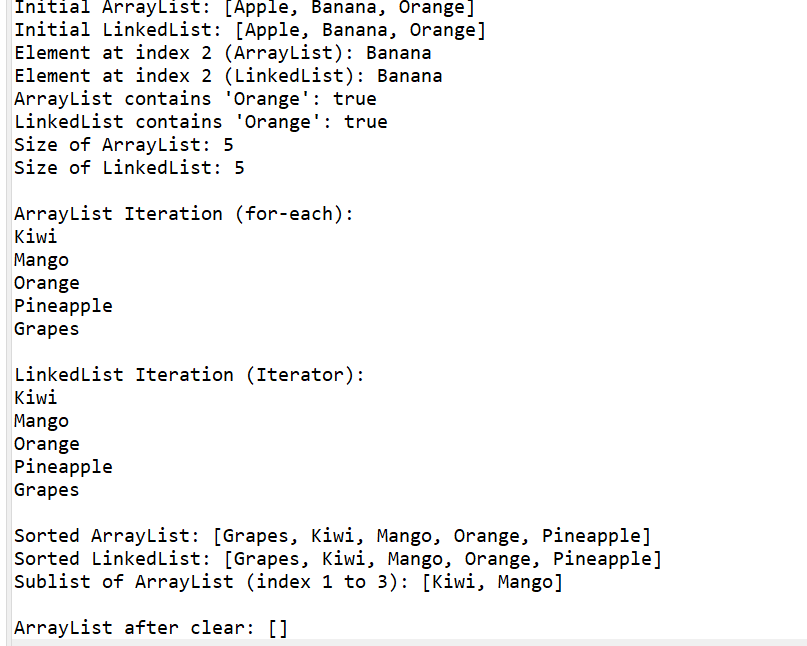 Initial ArrayList: [Apple, Banana, Orange]
Initial LinkedList: [Apple, Banana, Orange]
Element at index 2 (ArrayList): Banana
Element at index 2 (LinkedList): Banana
ArrayList contains 'Orange': true
LinkedList contains 'Orange': true
Size of ArrayList: 5
Size of LinkedList: 5

ArrayList Iteration (for-each):
Kiwi
Mango
Orange
Pineapple
Grapes

LinkedList Iteration (Iterator):
Kiwi
Mango
Orange
Pineapple
Grapes

Sorted ArrayList: [Grapes, Kiwi, Mango, Orange, Pineapple]
Sorted LinkedList: [Grapes, Kiwi, Mango, Orange, Pineapple]
Sublist of ArrayList (index 1 to 3): [Kiwi, Mango]

ArrayList after clear: []